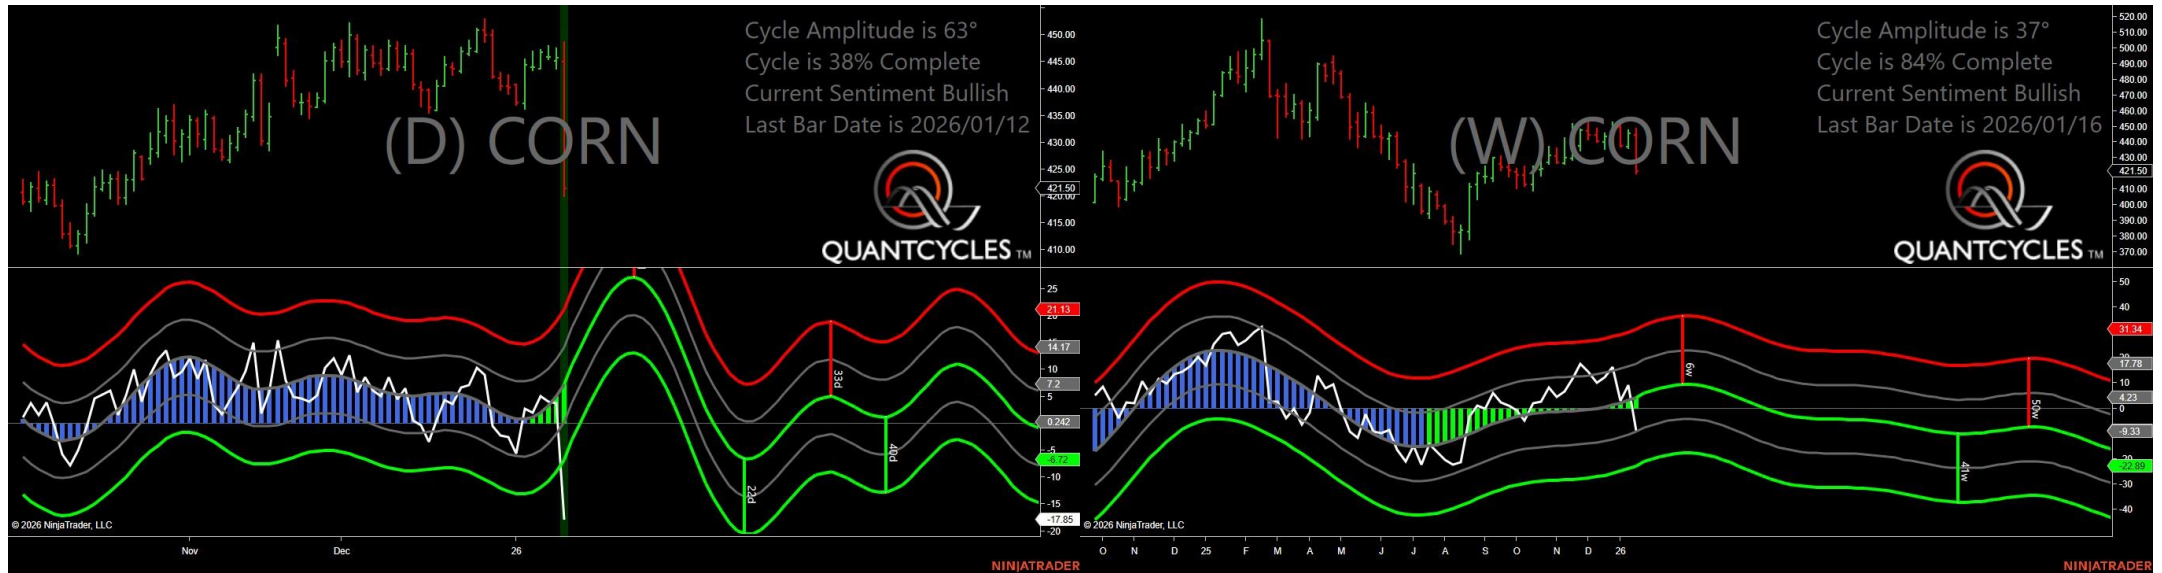 Cycle Amplitude is 63°
Cycle is 38% Complete
Current Sentiment Bullish
Last Bar Date is 2026/01/12
(D) CORN
QUANTCYCLES TM
450.00
445.00
440.00
435.00
430.00
425.00
421.50
420.00
415.00
410.00
25
21.13
20
14.17
10
7.2
5
0.242
-5
-6.72
-10
-15
-17.85
-20
33d
40d
22d
© 2026 NinjaTrader, LLC
Nov
Dec
26
NINJATRADER
Cycle Amplitude is 37°
Cycle is 84% Complete
Current Sentiment Bullish
Last Bar Date is 2026/01/16
(W) CORN
QUANTCYCLES TM
520.00
510.00
500.00
490.00
480.00
470.00
460.00
450.00
440.00
430.00
421.50
410.00
400.00
390.00
380.00
370.00
50
40
31.34
20
17.78
10
4.23
0
-9.33
-20
-22.89
-30
-40
6w
50w
41w
© 2026 NinjaTrader, LLC
O N D 25 F M A M J J A S O N D 26
NINJATRADER